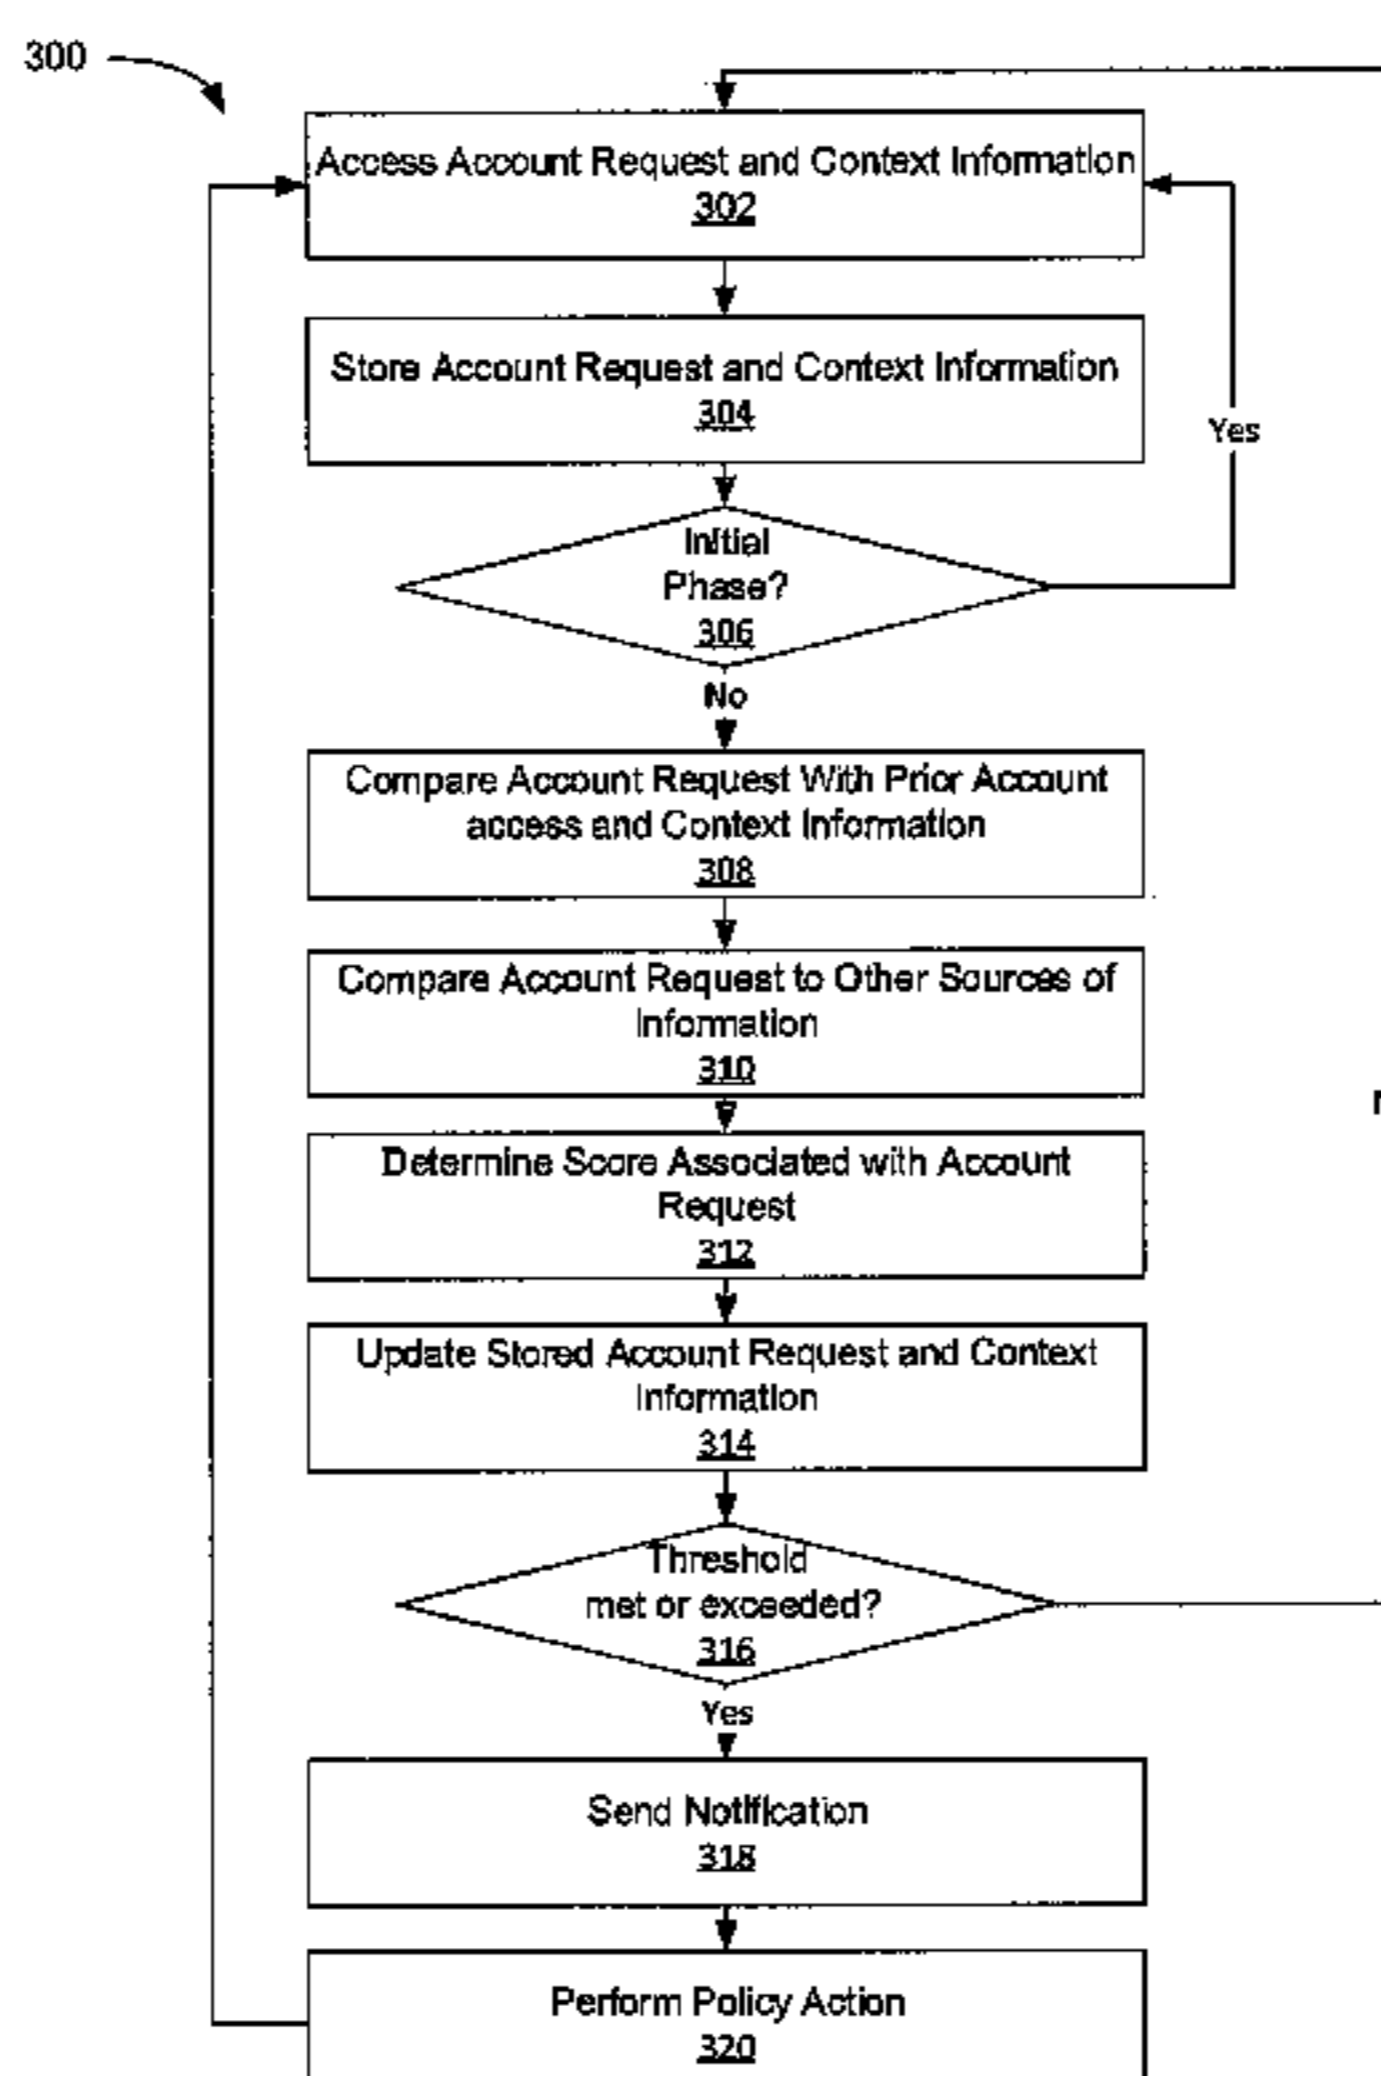 300
Access Account Request and Context Information
302
Store Account Request and Context Information
304
Yes
Initial
Phase?
306
No
Compare Account Request With Prior Account
access and Context Information
308
Compare Account Request to Other Sources of
Information
310
Determine Score Associated with Account
Request
312
Update Stored Account Request and Context
Information
314
Threshold
met or exceeded?
316
Yes
Send Notification
318
Perform Policy Action
320